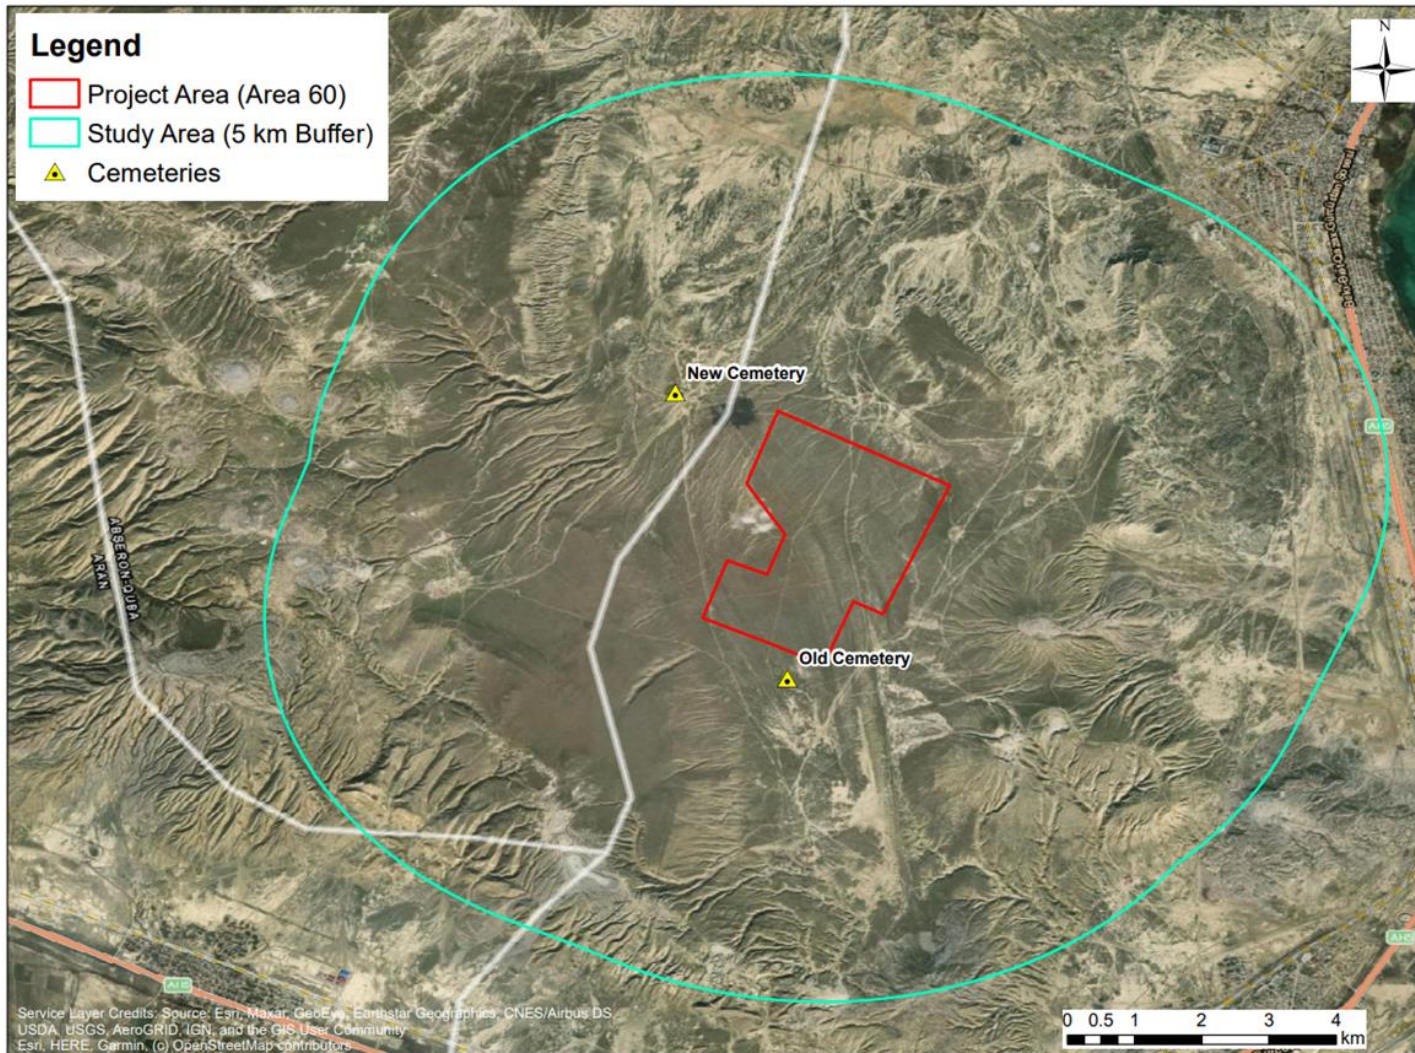 Legend
Project Area (Area 60)
Study Area (5 km Buffer)
Cemeteries
N
New Cemetery
Old Cemetery
ABSERON-QUBA
ARAN
AH5
AH5
Service Layer Credits: Source: Esri, Maxar, GeoEye, Earthstar Geographics, CNES/Airbus DS,
USDA, USGS, AeroGRID, IGN, and the GIS User Community
Esri, HERE, Garmin, (c) OpenStreetMap contributors
0 0.5 1 2 3 4
km